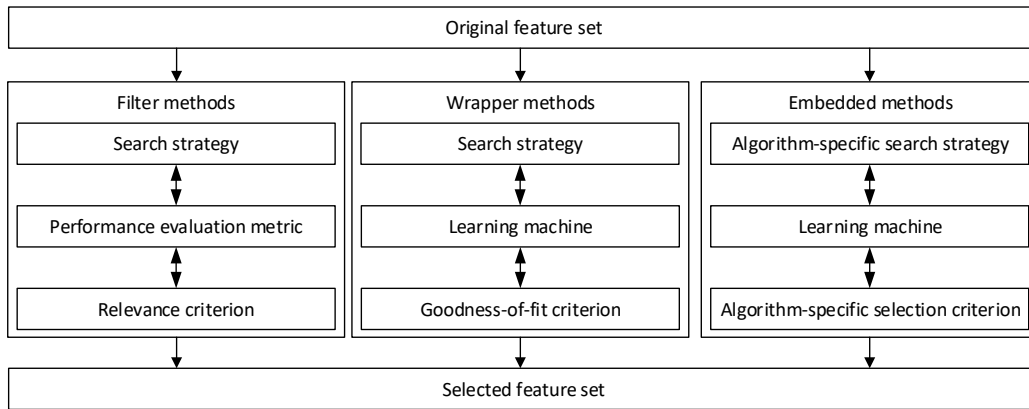 Original feature set
Filter methods
Search strategy
Performance evaluation metric
Relevance criterion
Wrapper methods
Search strategy
Learning machine
Goodness-of-fit criterion
Embedded methods
Algorithm-specific search strategy
Learning machine
Algorithm-specific selection criterion
Selected feature set